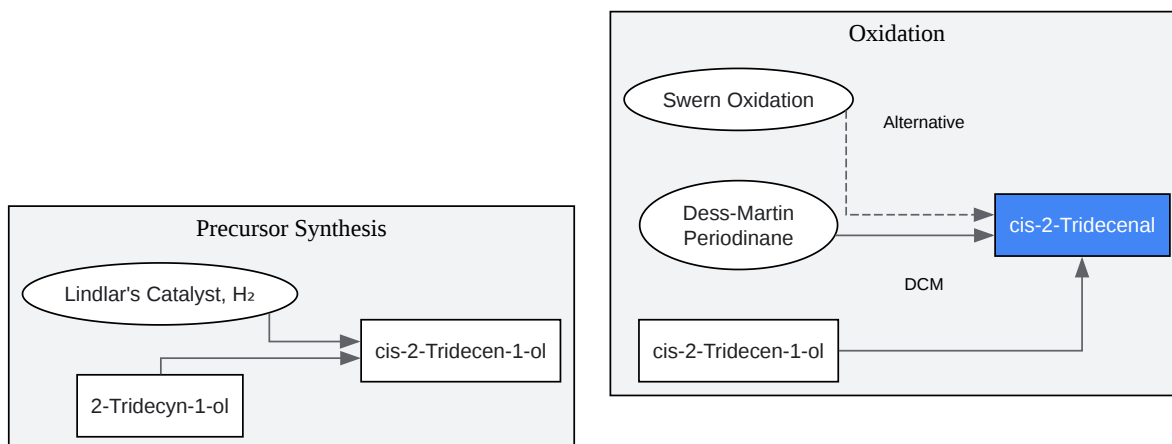 Precursor Synthesis
Lindlar's Catalyst, H₂
cis-2-Tridecen-1-ol
2-Tridecyn-1-ol
Oxidation
Swern Oxidation
Alternative
Dess-Martin
Periodinane
cis-2-Tridecenal
DCM
cis-2-Tridecen-1-ol